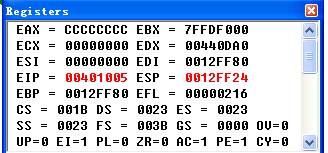 Registers
EAX = CCCCCCCC EBX = 7FFDF000
ECX = 00000000 EDX = 00440DA0
ESI = 00000000 EDI = 0012FF80
EIP = 00401005 ESP = 0012FF24
EBP = 0012FF80 EFL = 00000216
CS = 001B DS = 0023 ES = 0023
SS = 0023 FS = 003B GS = 0000 OV=0
UP=0 EI=1 PL=0 ZR=0 AC=1 PE=1 CY=0